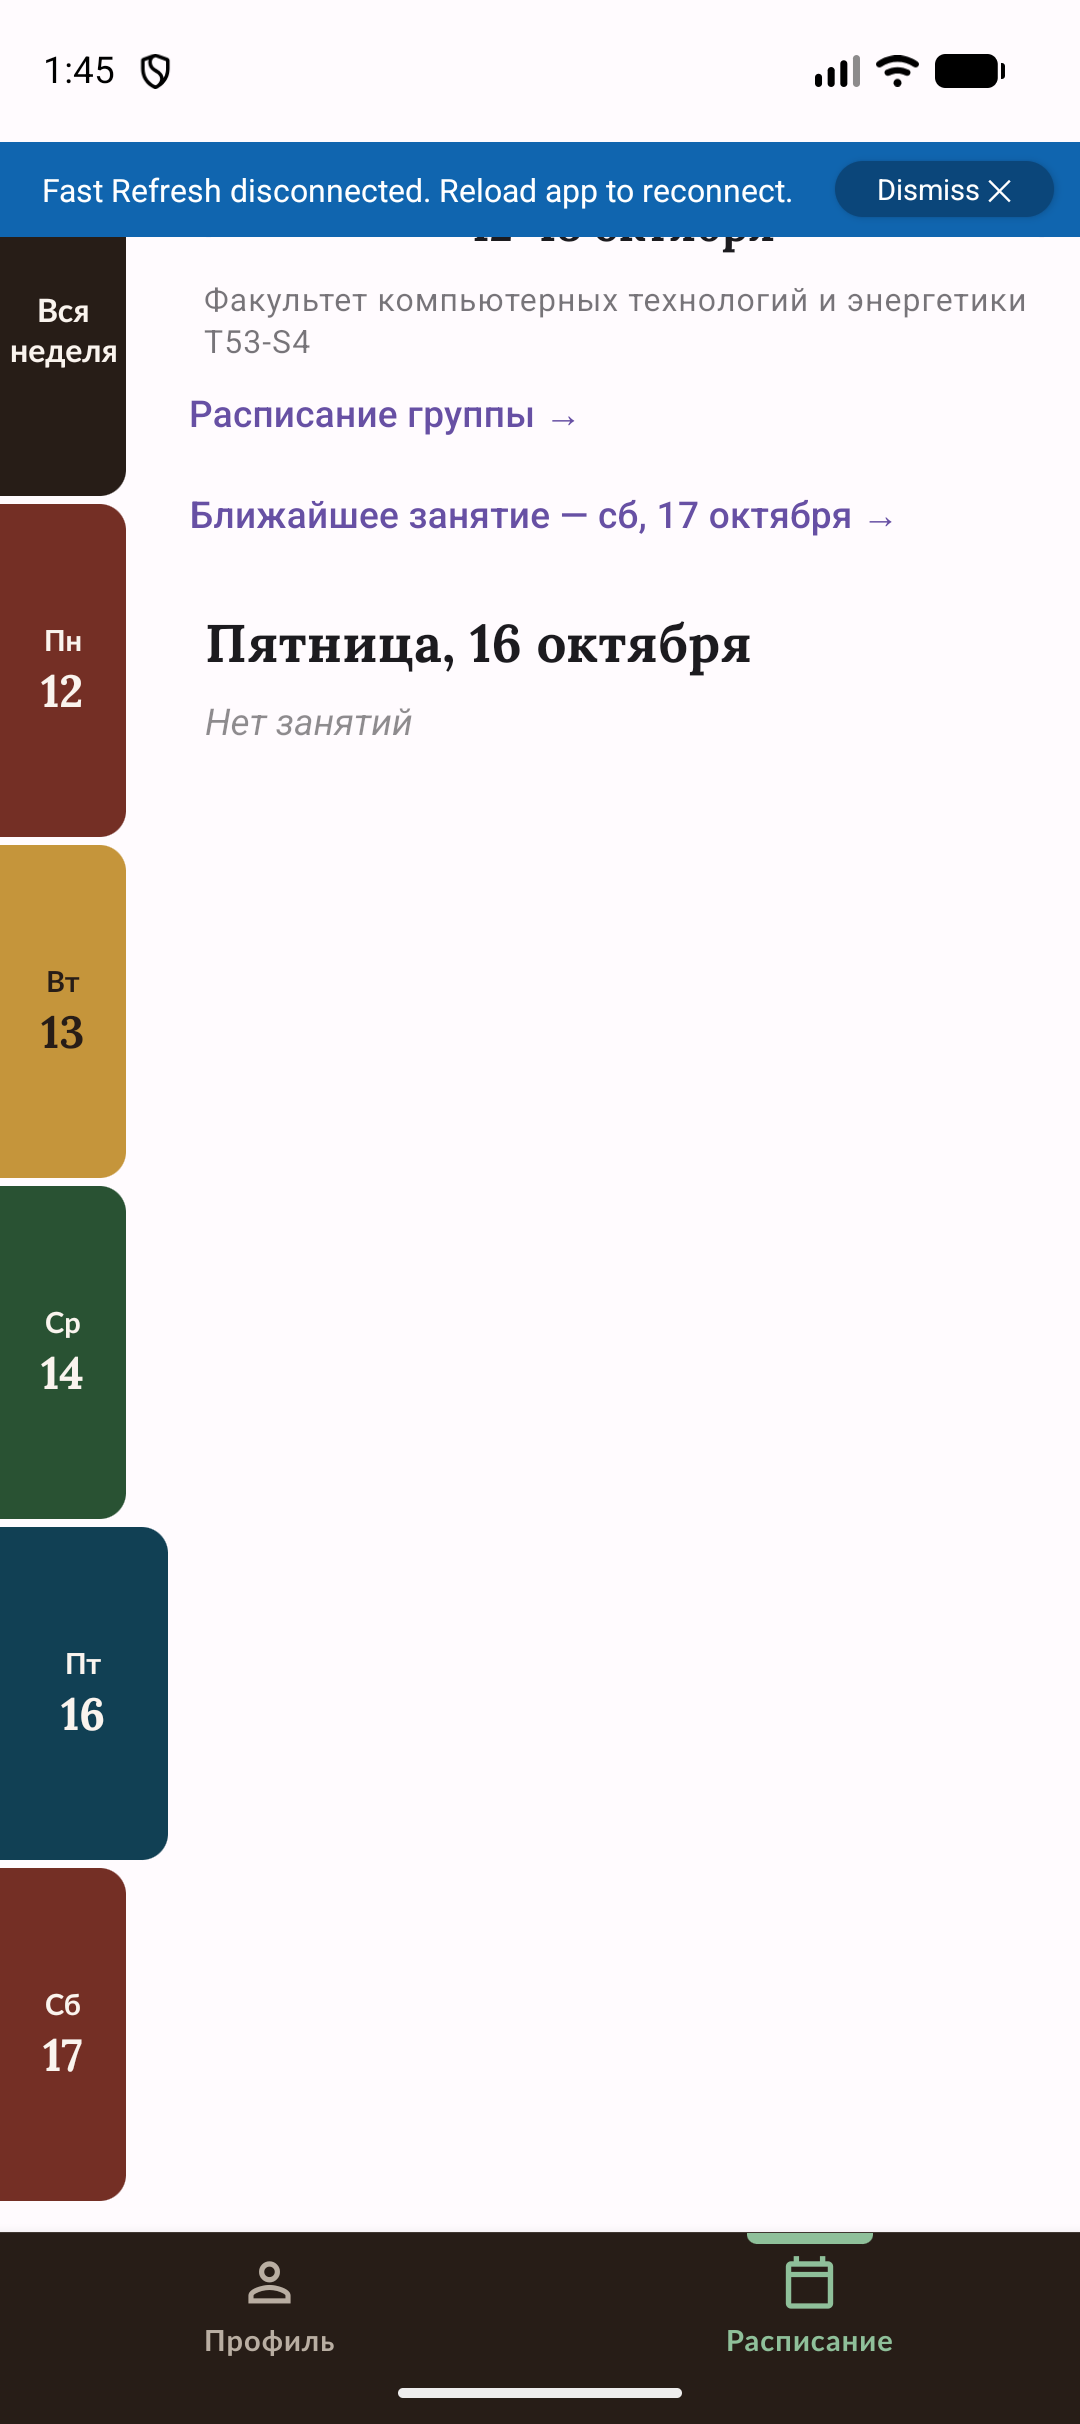 1:45
Fast Refresh disconnected. Reload app to reconnect.
Dismiss
Вся
неделя
Факультет компьютерных технологий и энергетики
T53-S4
Расписание группы →
Ближайшее занятие — сб, 17 октября →
Пятница, 16 октября
Нет занятий
Пн
12
Вт
13
Ср
14
Пт
16
Сб
17
Профиль
Расписание